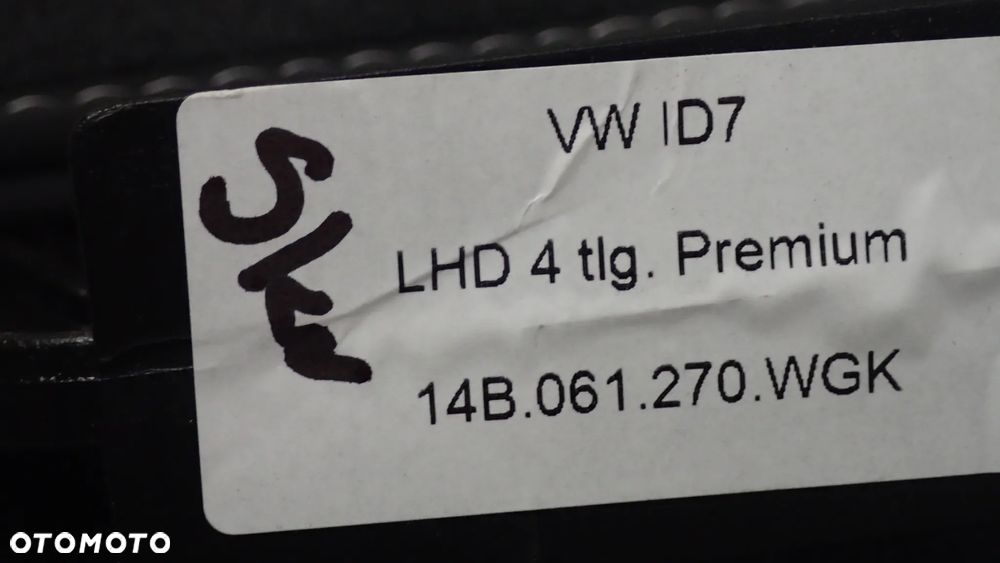 VW ID7
LHD 4 tlg. Premium
14B.061.270.WGK
OTOMOTO